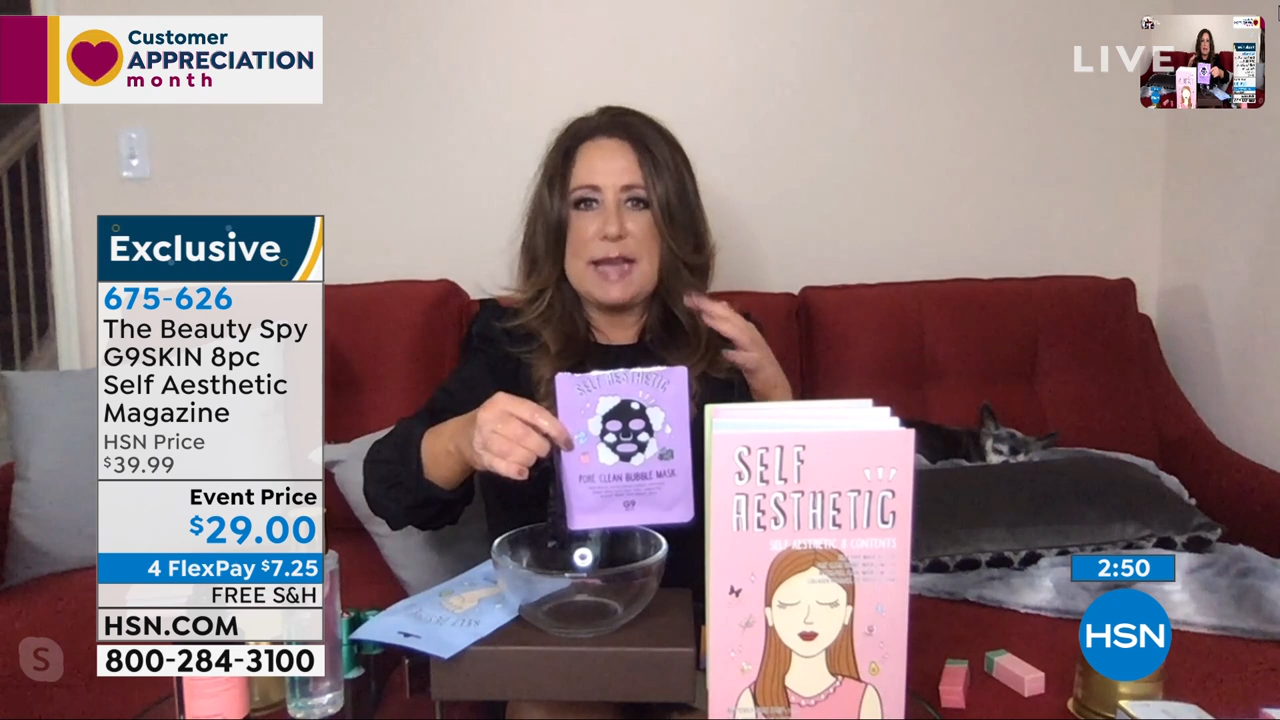 Customer
APPRECIATION
month
LIVE
Exclusive
675-626
The Beauty Spy
G9SKIN 8pc
Self Aesthetic
Magazine
HSN Price
$39.99
Event Price
$29.00
4 FlexPay $7.25
FREE S&H
HSN.COM
800-284-3100
S
SELF AESTHETIC
PORE CLEAN BUBBLE MASK
G9
SELF
AESTHETIC
SELF AESTHETIC 8 CONTENTS
2:50
HSN